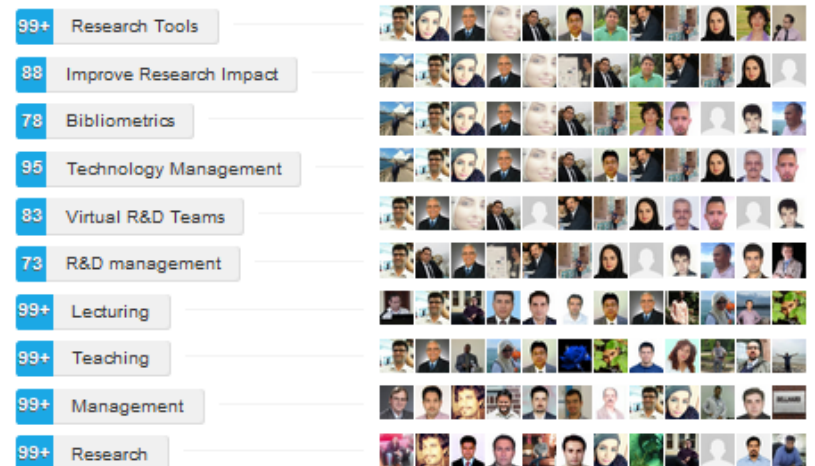 99+ Research Tools
88 Improve Research Impact
78 Bibliometrics
95 Technology Management
83 Virtual R&D Teams
73 R&D management
99+ Lecturing
99+ Teaching
99+ Management
99+ Research